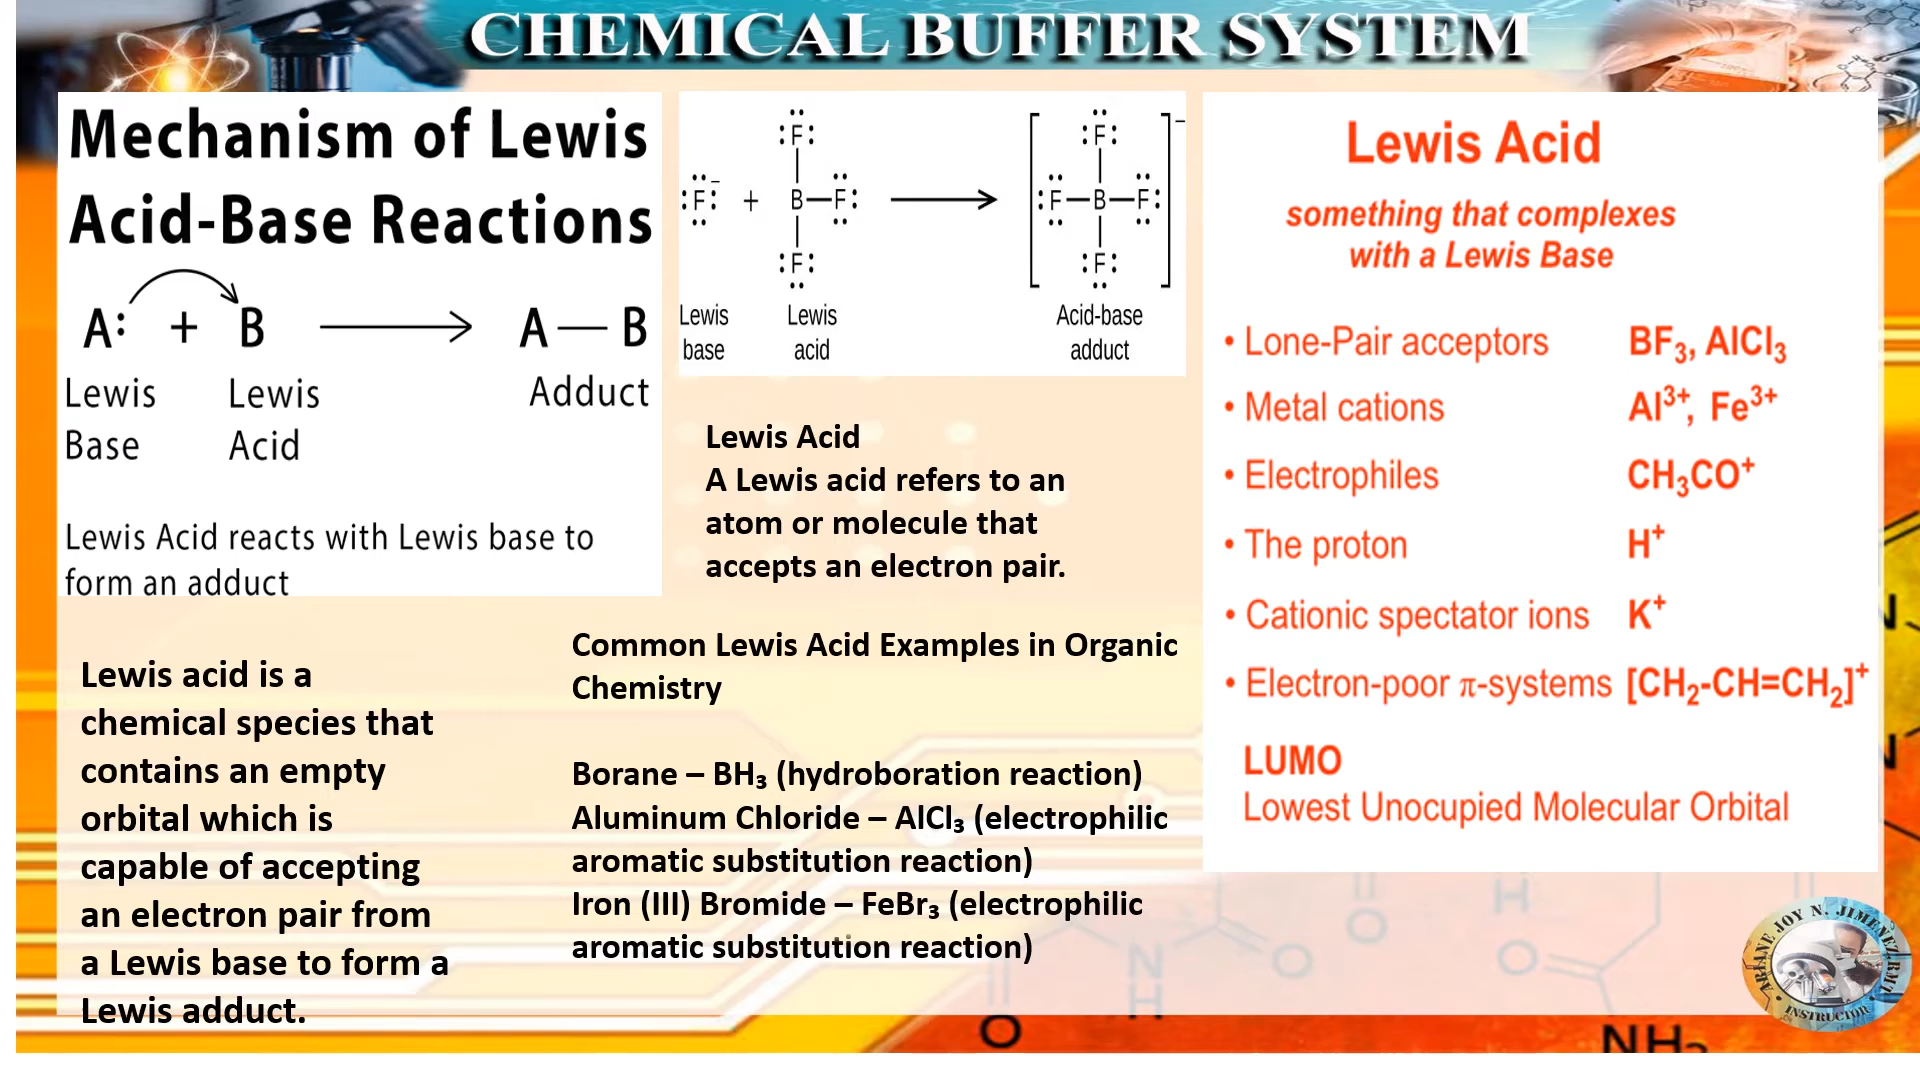 CHEMICAL BUFFER SYSTEM
Mechanism of Lewis
Acid-Base Reactions
A: + B ⟶ A — B
Lewis Base
Lewis Acid
Adduct
Lewis Acid reacts with Lewis base to
form an adduct
Lewis acid is a
chemical species that
contains an empty
orbital which is
capable of accepting
an electron pair from
a Lewis base to form a
Lewis adduct.
:F: F
:F:⁻ + B—F: ⟶ [:F—B—F:]⁻
:F: :F:
Lewis base
Lewis acid
Acid-base adduct
Lewis Acid
A Lewis acid refers to an
atom or molecule that
accepts an electron pair.
Common Lewis Acid Examples in Organic
Chemistry
Borane – BH₃ (hydroboration reaction)
Aluminum Chloride – AlCl₃ (electrophilic
aromatic substitution reaction)
Iron (III) Bromide – FeBr₃ (electrophilic
aromatic substitution reaction)
Lewis Acid
something that complexes
with a Lewis Base
• Lone-Pair acceptors BF₃, AlCl₃
• Metal cations Al³⁺, Fe³⁺
• Electrophiles CH₃CO⁺
• The proton H⁺
• Cationic spectator ions K⁺
• Electron-poor π-systems [CH₂-CH=CH₂]⁺
LUMO
Lowest Unocupied Molecular Orbital
N
N
H
O
O
O
N
H
O
O
NH₂
ARIANE JOY N. JIMENEZ, RMT
• INSTRUCTOR •